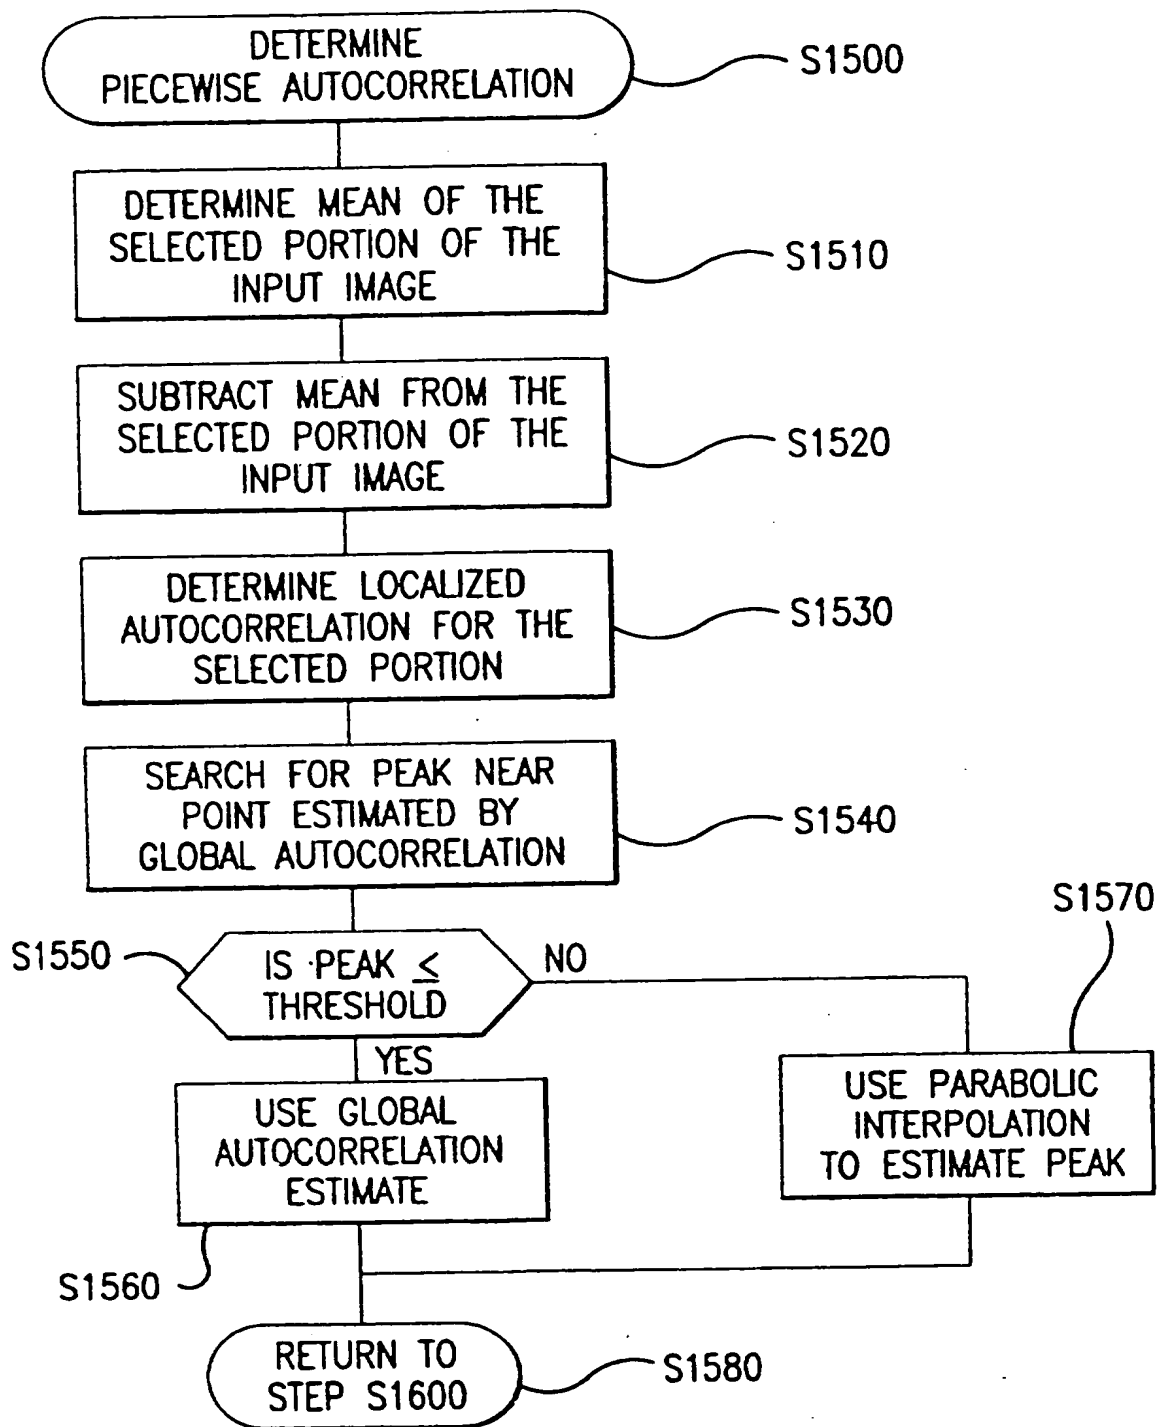 DETERMINE
PIECEWISE AUTOCORRELATION
S1500
DETERMINE MEAN OF THE
SELECTED PORTION OF THE
INPUT IMAGE
S1510
SUBTRACT MEAN FROM THE
SELECTED PORTION OF THE
INPUT IMAGE
S1520
DETERMINE LOCALIZED
AUTOCORRELATION FOR THE
SELECTED PORTION
S1530
SEARCH FOR PEAK NEAR
POINT ESTIMATED BY
GLOBAL AUTOCORRELATION
S1540
S1550
IS PEAK ≤
THRESHOLD
NO
YES
S1570
USE PARABOLIC
INTERPOLATION
TO ESTIMATE PEAK
USE GLOBAL
AUTOCORRELATION
ESTIMATE
S1560
RETURN TO
STEP S1600
S1580